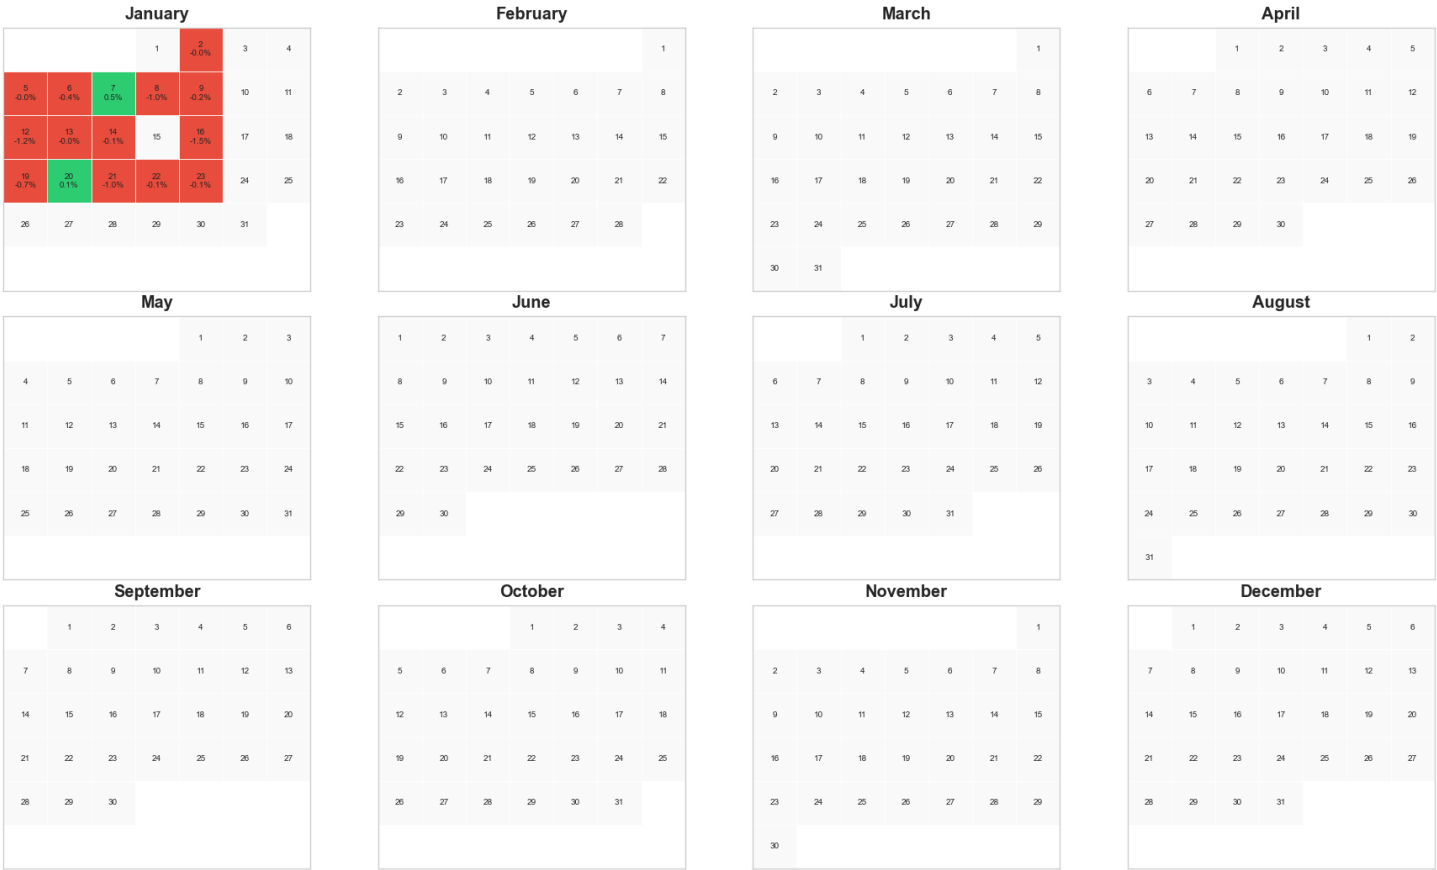 January February March April
1 2 3 4 1 1 1 2 3 4 5
-0.0%
5 6 7 8 9 10 11 2 3 4 5 6 7 8 2 3 4 5 6 7 8 6 7 8 9 10 11 12
-0.0% -0.4% 0.5% -1.0% -0.2%
12 13 14 15 16 17 18 9 10 11 12 13 14 15 9 10 11 12 13 14 15 13 14 15 16 17 18 19
-1.2% -0.0% -0.1% -1.5%
19 20 21 22 23 24 25 16 17 18 19 20 21 22 16 17 18 19 20 21 22 20 21 22 23 24 25 26
-0.7% 0.1% -1.0% -0.1% -0.1%
26 27 28 29 30 31 23 24 25 26 27 28 23 24 25 26 27 28 29 27 28 29 30
30 31
May June July August
1 2 3 1 2 3 4 5 6 7 1 2 3 4 5 1 2
4 5 6 7 8 9 10 8 9 10 11 12 13 14 6 7 8 9 10 11 12 3 4 5 6 7 8 9
11 12 13 14 15 16 17 15 16 17 18 19 20 21 13 14 15 16 17 18 19 10 11 12 13 14 15 16
18 19 20 21 22 23 24 22 23 24 25 26 27 28 20 21 22 23 24 25 26 17 18 19 20 21 22 23
25 26 27 28 29 30 31 29 30 27 28 29 30 31 24 25 26 27 28 29 30
31
September October November December
1 2 3 4 5 6 1 2 3 4 1 1 2 3 4 5 6
7 8 9 10 11 12 13 5 6 7 8 9 10 11 2 3 4 5 6 7 8 7 8 9 10 11 12 13
14 15 16 17 18 19 20 12 13 14 15 16 17 18 9 10 11 12 13 14 15 14 15 16 17 18 19 20
21 22 23 24 25 26 27 19 20 21 22 23 24 25 16 17 18 19 20 21 22 21 22 23 24 25 26 27
28 29 30 26 27 28 29 30 31 23 24 25 26 27 28 29 28 29 30 31
30